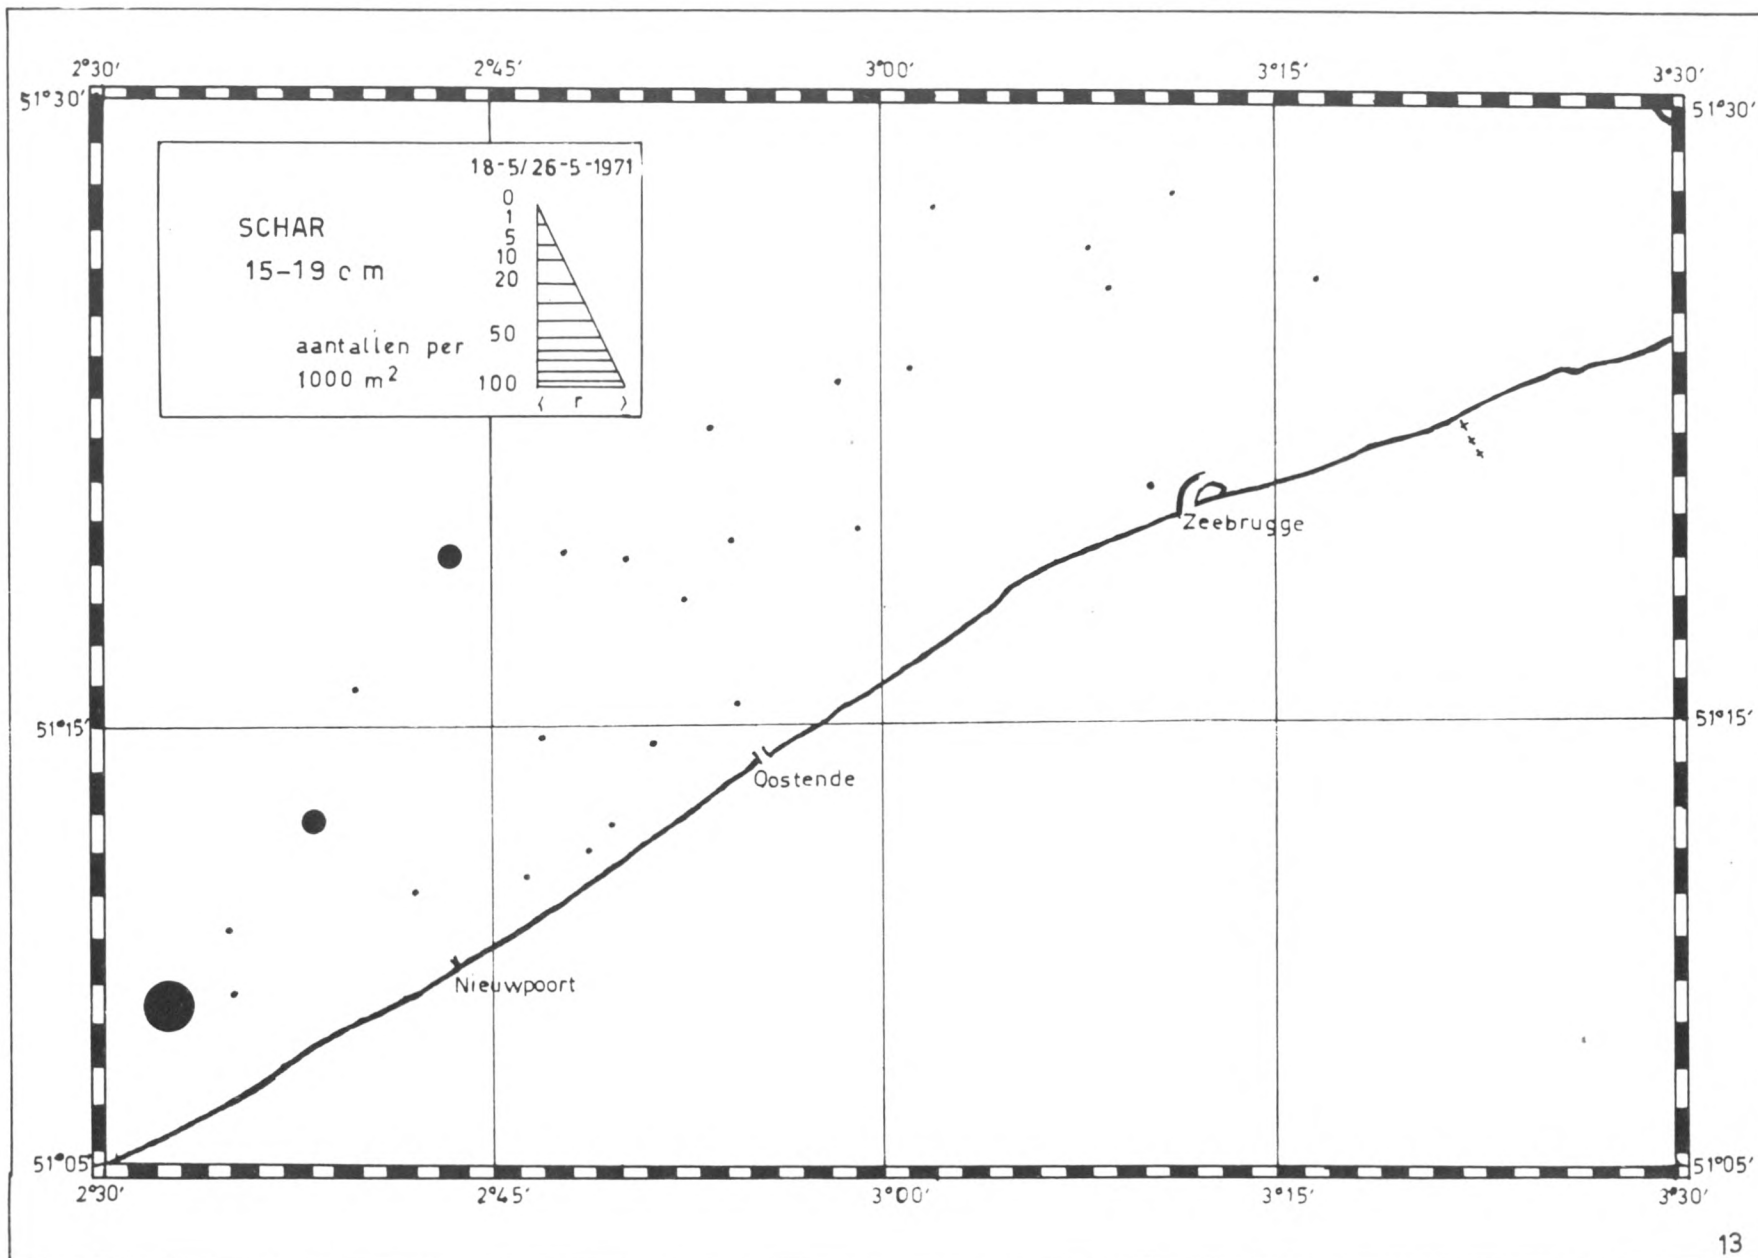 2°30' 2°45' 3°00' 3°15' 3°30'
51°30' 51°30'
18-5/26-5-1971
0
SCHAR 1
5
10
15-19 cm 20
50
aantallen per
1000 m2 100
r
Zeebrugge
51°15' 51°15'
Oostende
Nieuwpoort
51°05' 51°05'
2°30' 2°45' 3°00' 3°15' 3°30'
13